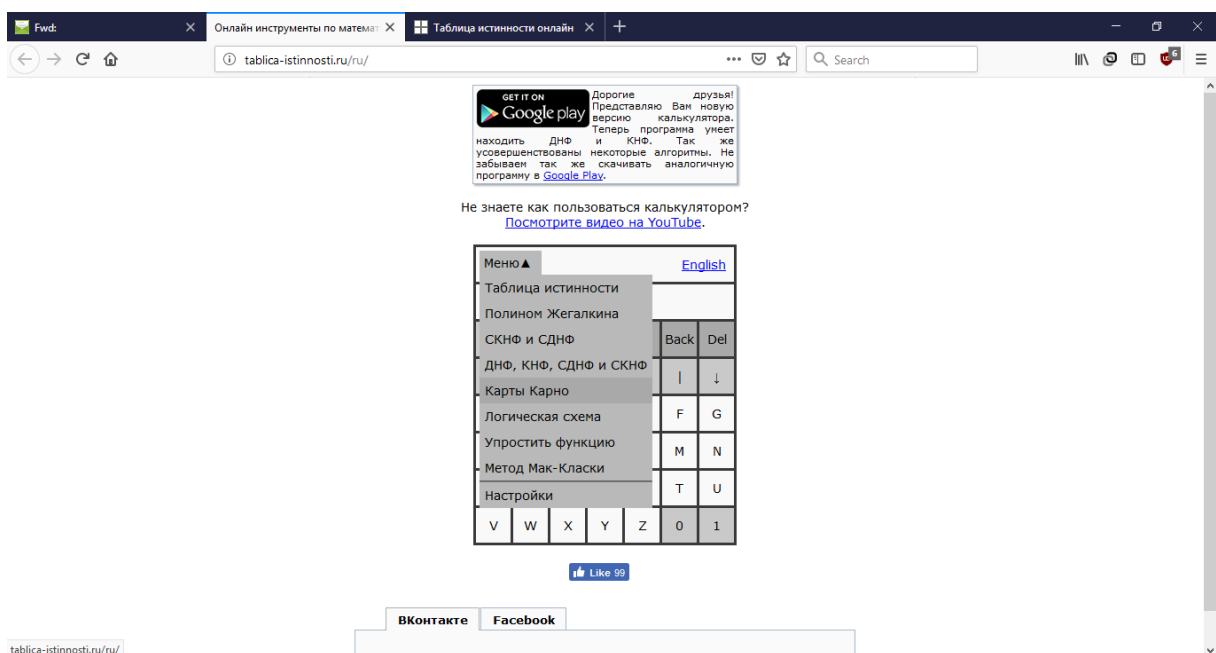 Fwd:
Онлайн инструменты по математ
Таблица истинности онлайн
tablica-istinnosti.ru/ru/
Search
6
GET IT ON
Google play
Дорогие друзья!
Представляю Вам новую
версию калькулятора.
Теперь программа умеет
находить ДНФ и КНФ. Так же
усовершенствованы некоторые алгоритмы. Не
забываем так же скачивать аналогичную
программу в Google Play.
Не знаете как пользоваться калькулятором?
Посмотрите видео на YouTube.
Меню▲ English
Таблица истинности
Полином Жегалкина
СКНФ и СДНФ
Back Del
ДНФ, КНФ, СДНФ и СКНФ
| ↓
Карты Карно
Логическая схема
F G
Упростить функцию
M N
Метод Мак-Класки
T U
Настройки
V W X Y Z 0 1
Like 99
ВКонтакте Facebook
tablica-istinnosti.ru/ru/